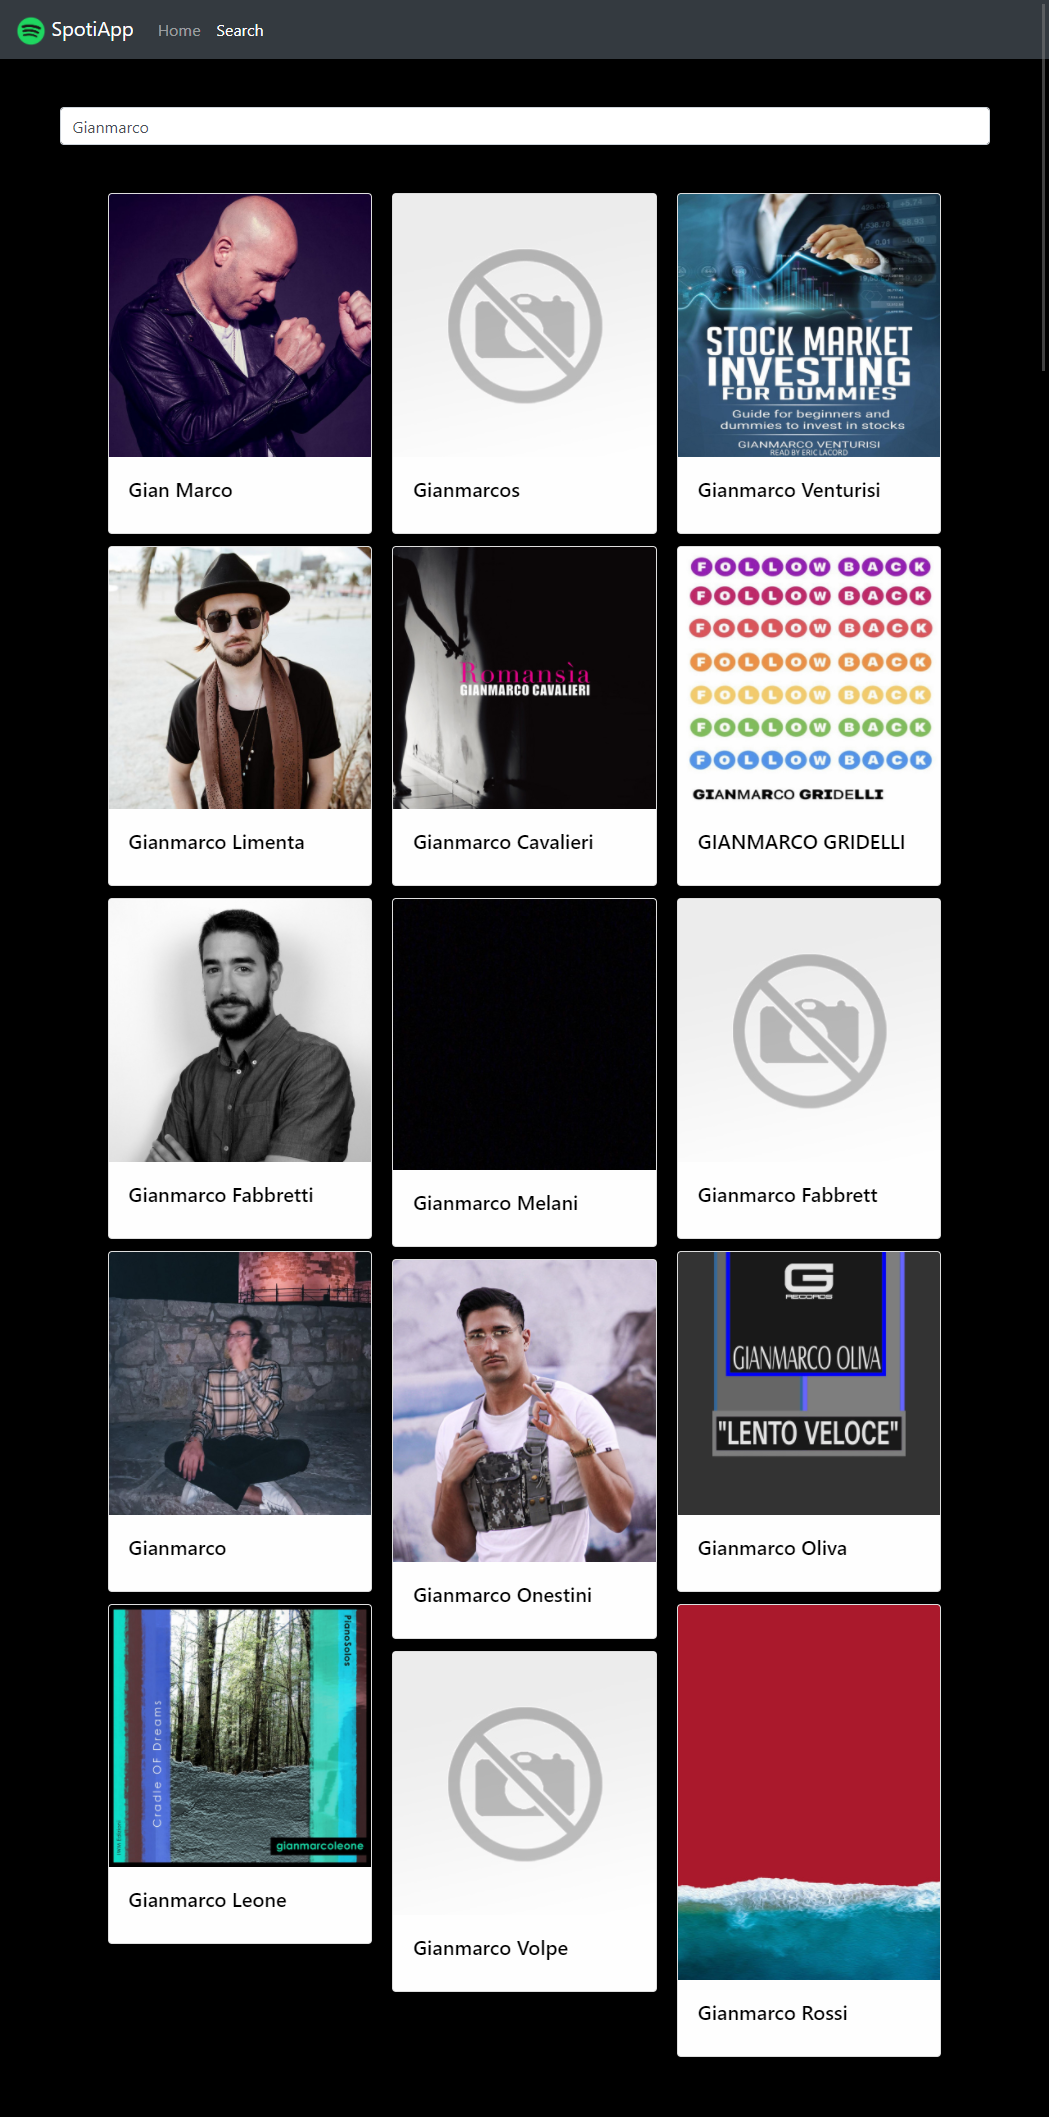 SpotiApp Home Search
Gianmarco
STOCK MARKET
INVESTING
FOR DUMMIES
Guide for beginners and
dummies to invest in stocks
GIANMARCO VENTURISI
READ BY ERIC LACORD
Gian Marco
Gianmarcos
Gianmarco Venturisi
Romansìa
GIANMARCO CAVALIERI
FOLLOW BACK
FOLLOW BACK
FOLLOW BACK
FOLLOW BACK
FOLLOW BACK
FOLLOW BACK
FOLLOW BACK
GIANMARCO GRIDELLI
Gianmarco Limenta
Gianmarco Cavalieri
GIANMARCO GRIDELLI
Gianmarco Fabbretti
Gianmarco Melani
Gianmarco Fabbrett
G
RECORDS
GIANMARCO OLIVA
"LENTO VELOCE"
Gianmarco
Gianmarco Onestini
Gianmarco Oliva
PianoSolos
Cradle OF Dreams
gianmarcoleone
Gianmarco Leone
Gianmarco Volpe
Gianmarco Rossi